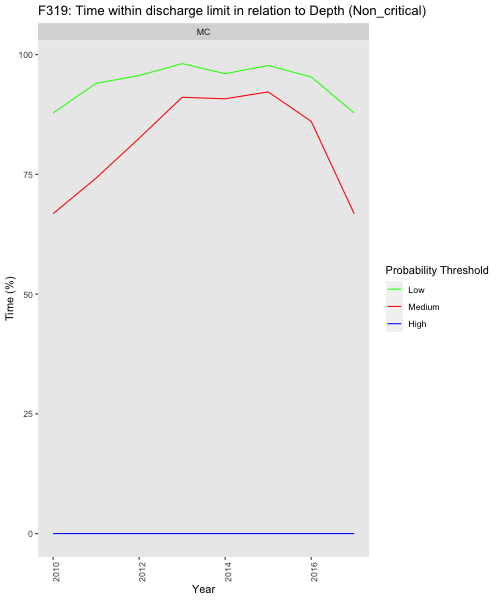 F319: Time within discharge limit in relation to Depth (Non_critical)
MC
100
75
50
25
0
Time (%)
2010
2012
2014
2016
Year
Probability Threshold
Low
Medium
High